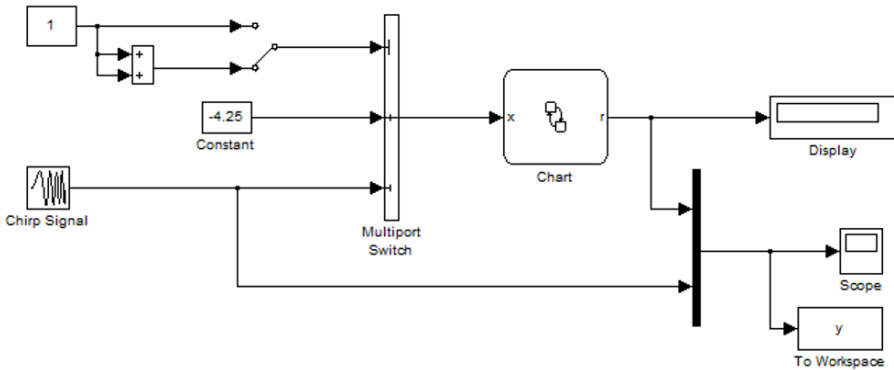 1
+
+
-4.25
Constant
Chirp Signal
Multiport
Switch
x
r
Chart
Display
Scope
y
To Workspace